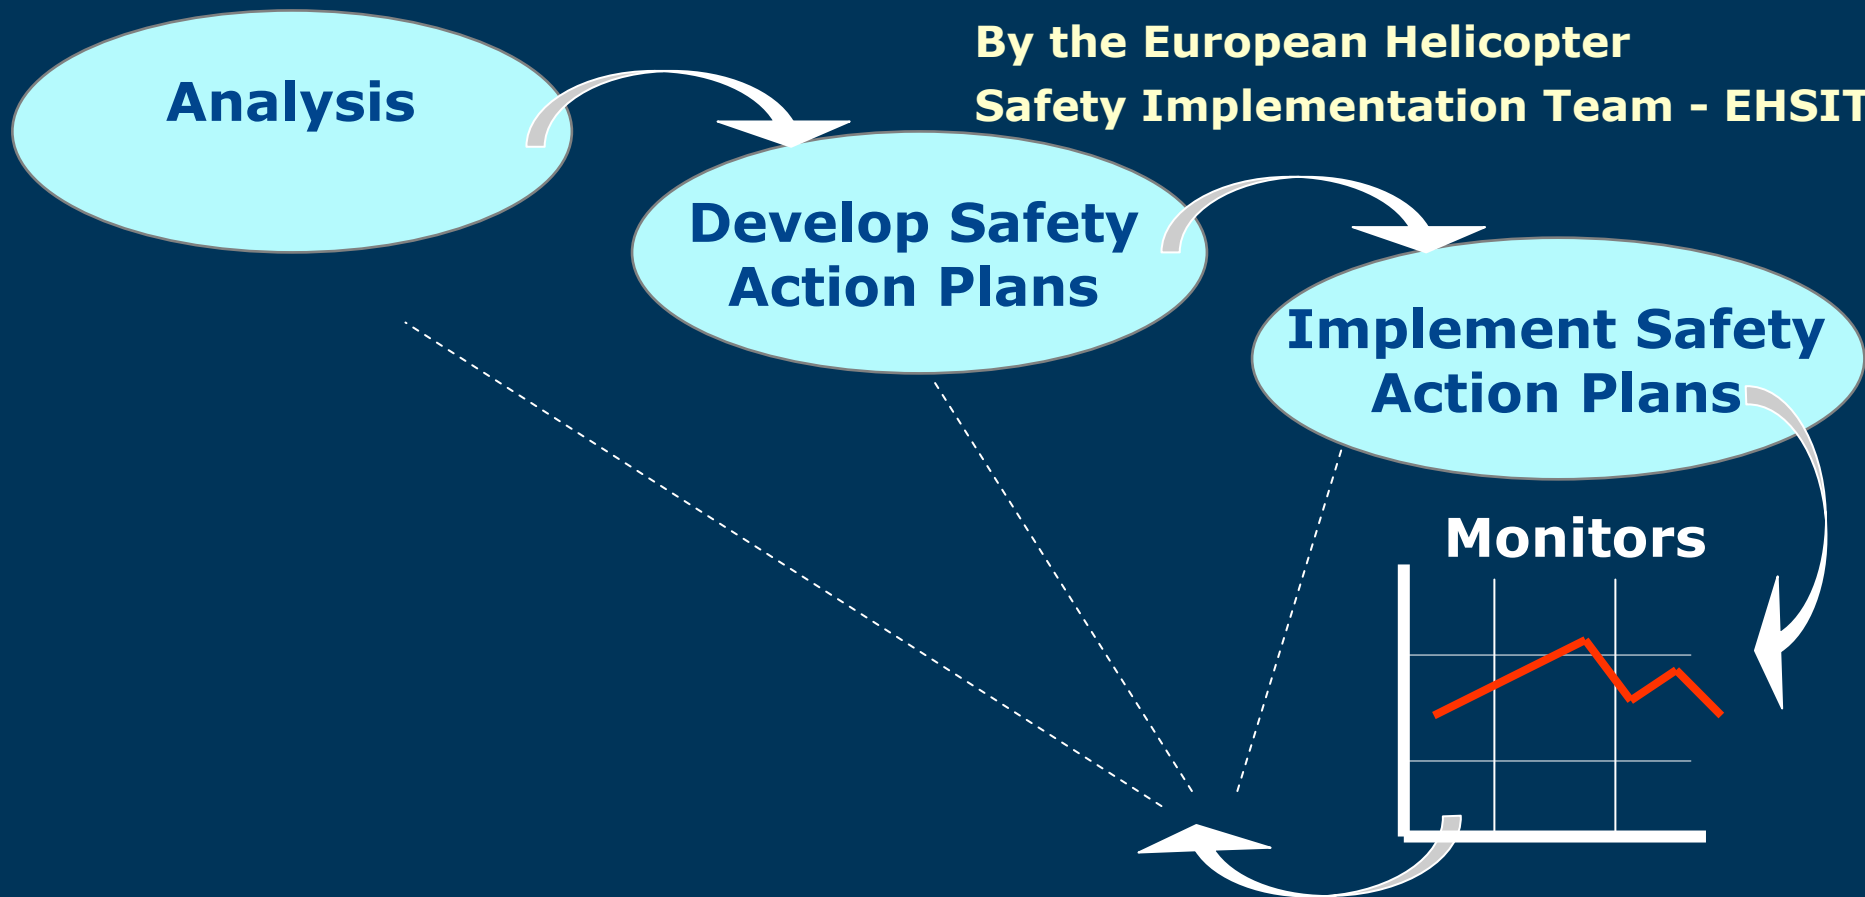 By the European Helicopter
Safety Implementation Team - EHSIT
Analysis
Develop Safety
Action Plans
Implement Safety
Action Plans
Monitors